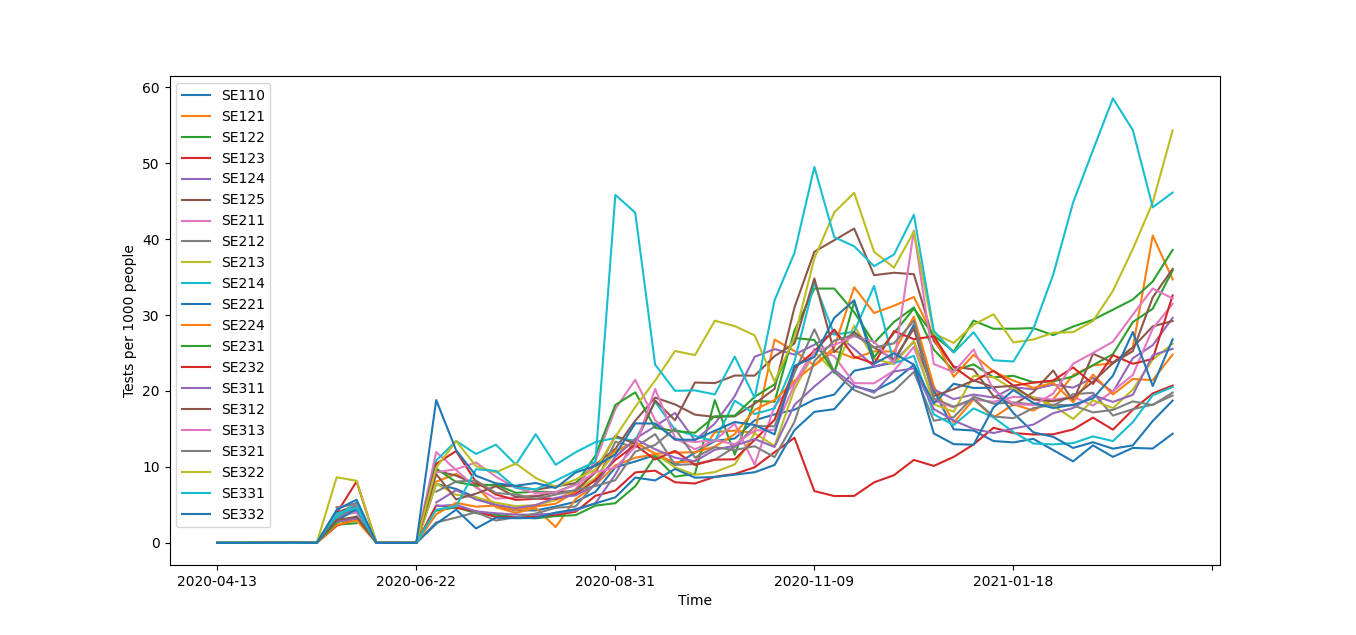 60
50
40
30
20
10
0
Tests per 1000 people
SE110
SE121
SE122
SE123
SE124
SE125
SE211
SE212
SE213
SE214
SE221
SE224
SE231
SE232
SE311
SE312
SE313
SE321
SE322
SE331
SE332
2020-04-13 2020-06-22 2020-08-31 2020-11-09 2021-01-18
Time